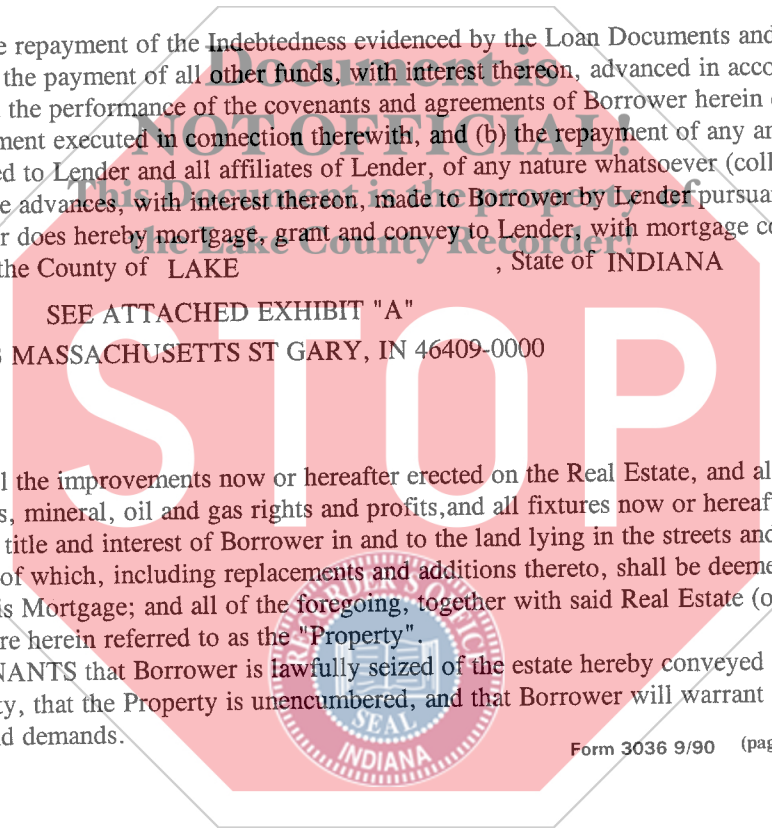 e repayment of the Indebtedness evidenced by the Loan Documents and
the payment of all other funds, with interest thereon, advanced in acco
the performance of the covenants and agreements of Borrower herein
ment executed in connection therewith, and (b) the repayment of any ar
ed to Lender and all affiliates of Lender, of any nature whatsoever (coll
e advances, with interest thereon, made to Borrower by Lender pursua
r does hereby mortgage, grant and convey to Lender, with mortgage co
the County of LAKE , State of INDIANA
SEE ATTACHED EXHIBIT "A"
MASSACHUSETTS ST GARY, IN 46409-0000
l the improvements now or hereafter erected on the Real Estate, and al
s, mineral, oil and gas rights and profits,and all fixtures now or hereaf
title and interest of Borrower in and to the land lying in the streets and
of which, including replacements and additions thereto, shall be deeme
is Mortgage; and all of the foregoing, together with said Real Estate (o
re herein referred to as the "Property".
NANTS that Borrower is lawfully seized of the estate hereby conveyed
ty, that the Property is unencumbered, and that Borrower will warrant
d demands.
Form 3036 9/90 (pag
Document is
NOT OFFICIAL!
This Document is the property of
the Lake County Recorder!
STOP
RECORDER'S OFFICE
SEAL
INDIANA